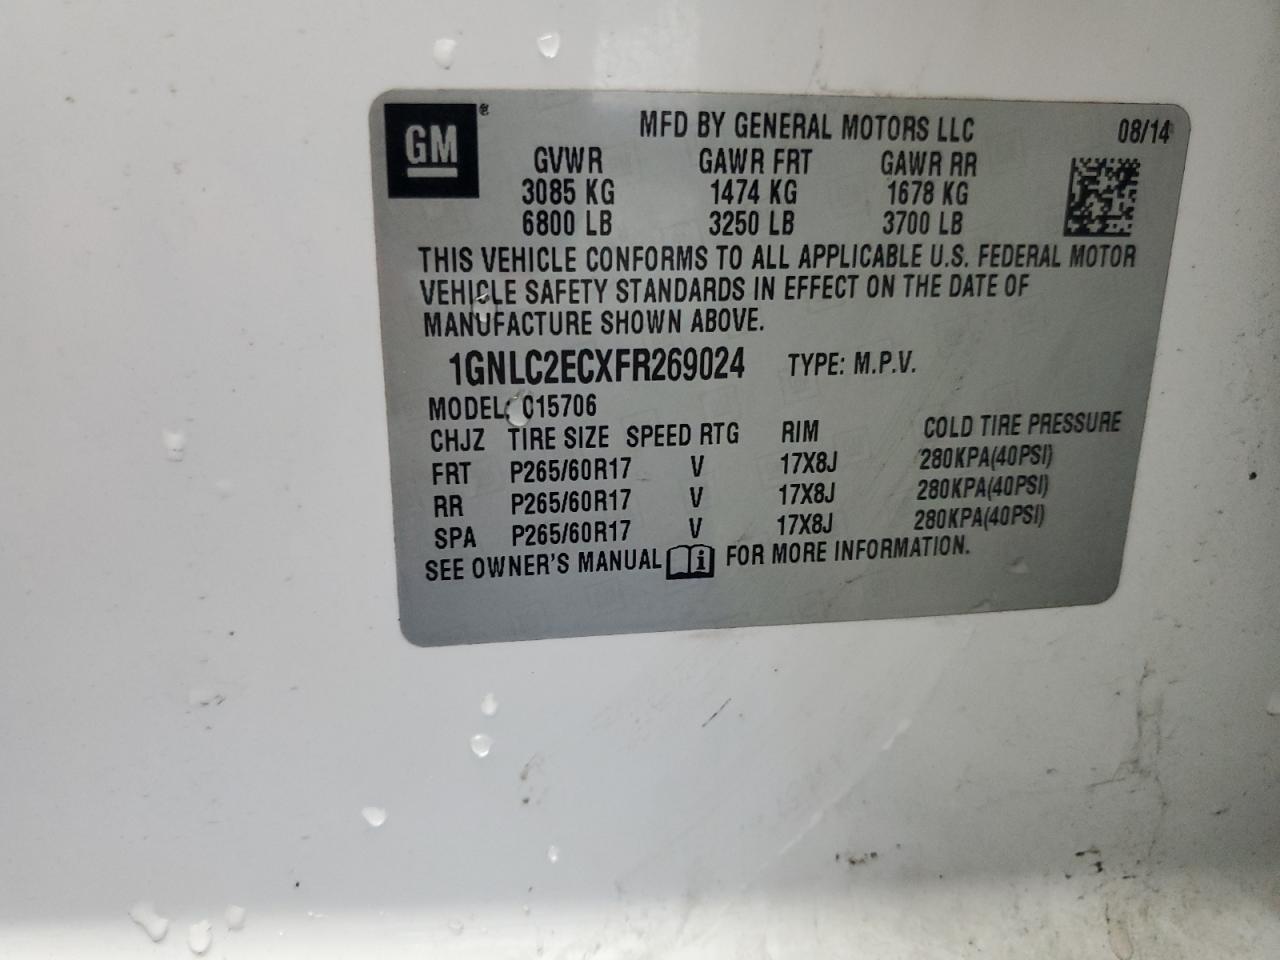 GM®
MFD BY GENERAL MOTORS LLC 08/14
GVWR GAWR FRT GAWR RR
3085 KG 1474 KG 1678 KG
6800 LB 3250 LB 3700 LB
THIS VEHICLE CONFORMS TO ALL APPLICABLE U.S. FEDERAL MOTOR
VEHICLE SAFETY STANDARDS IN EFFECT ON THE DATE OF
MANUFACTURE SHOWN ABOVE.
1GNLC2ECXFR269024 TYPE: M.P.V.
MODEL: C15706
CHJZ TIRE SIZE SPEED RTG RIM COLD TIRE PRESSURE
FRT P265/60R17 V 17X8J 280KPA(40PSI)
RR P265/60R17 V 17X8J 280KPA(40PSI)
SPA P265/60R17 V 17X8J 280KPA(40PSI)
SEE OWNER'S MANUAL i FOR MORE INFORMATION.